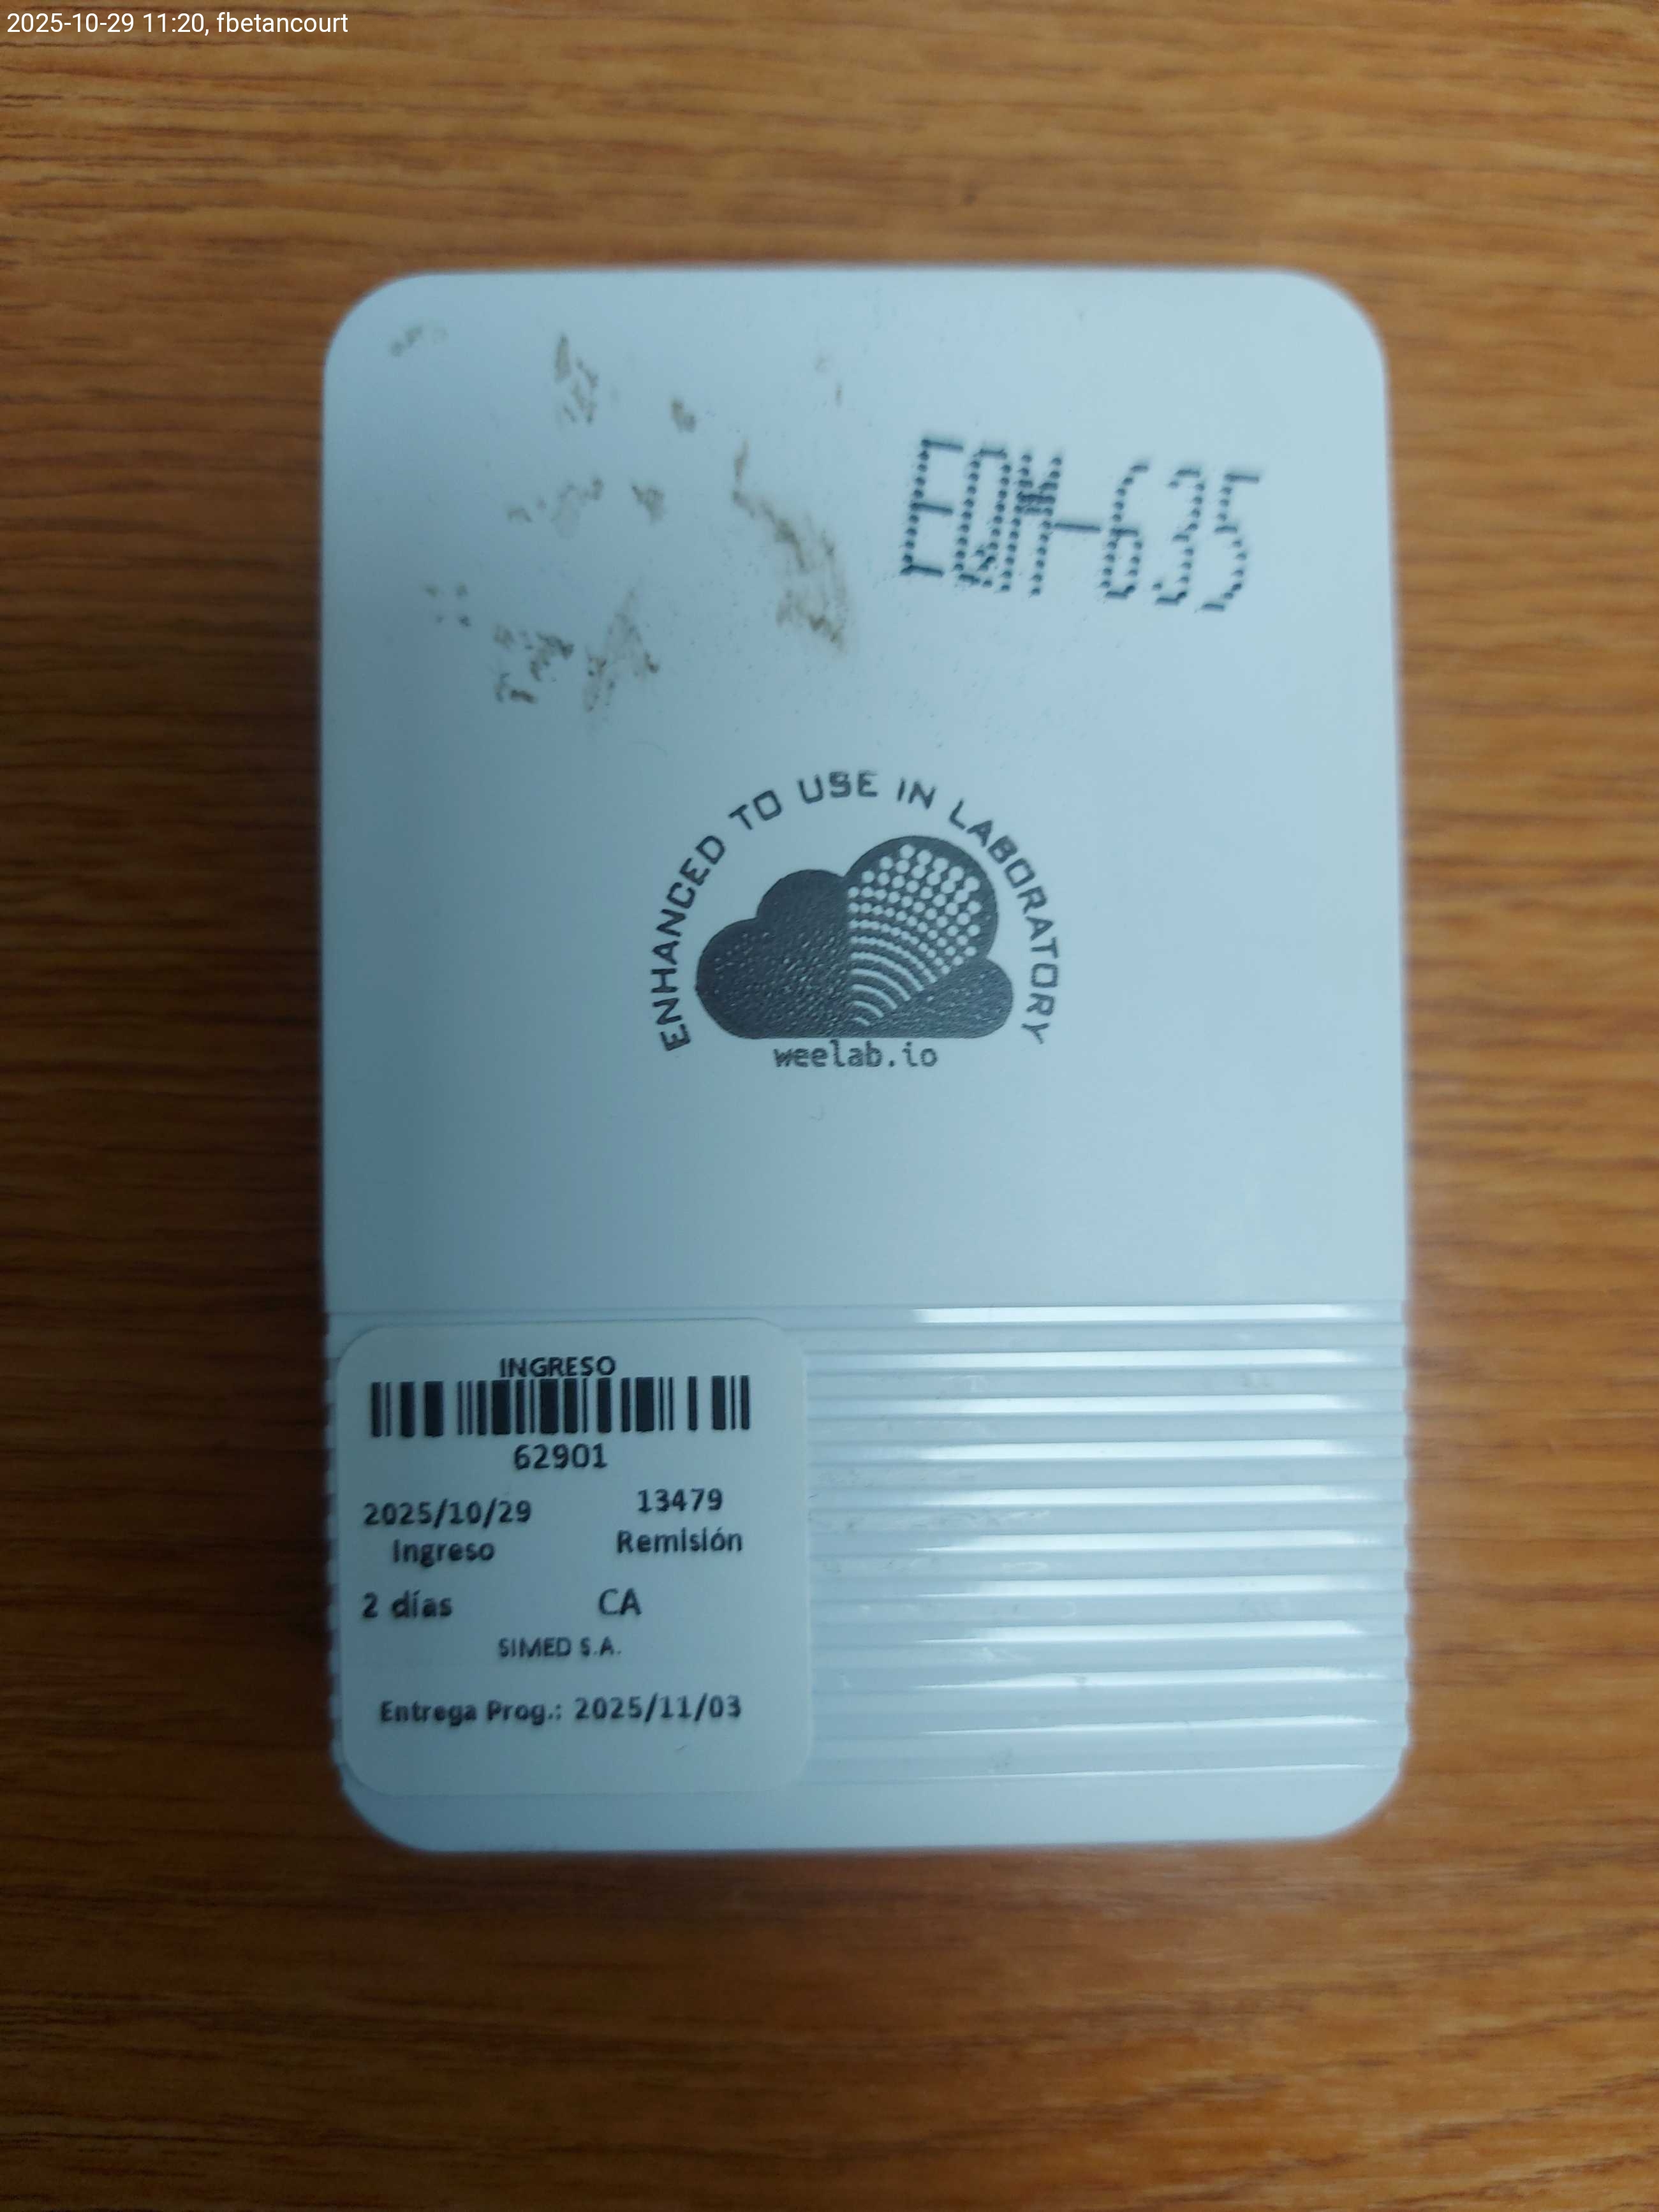 2025-10-29 11:20, fbetancourt
EQM-635
ENHANCED TO USE IN LABORATORY
weelab.io
INGRESO
62901
2025/10/29 13479
Ingreso Remisión
2 días CA
SIMED S.A.
Entrega Prog.: 2025/11/03